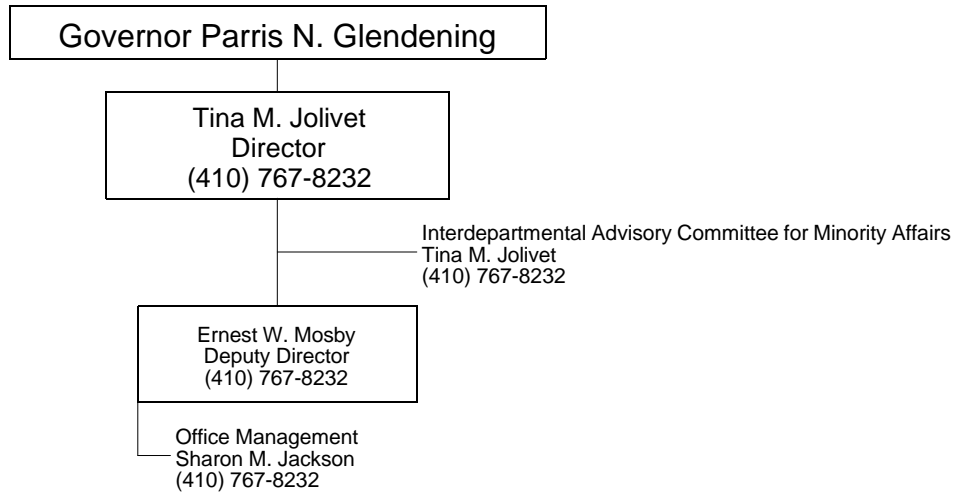 Governor Parris N. Glendening
Tina M. Jolivet
Director
(410) 767-8232
Interdepartmental Advisory Committee for Minority Affairs
Tina M. Jolivet
(410) 767-8232
Ernest W. Mosby
Deputy Director
(410) 767-8232
Office Management
Sharon M. Jackson
(410) 767-8232